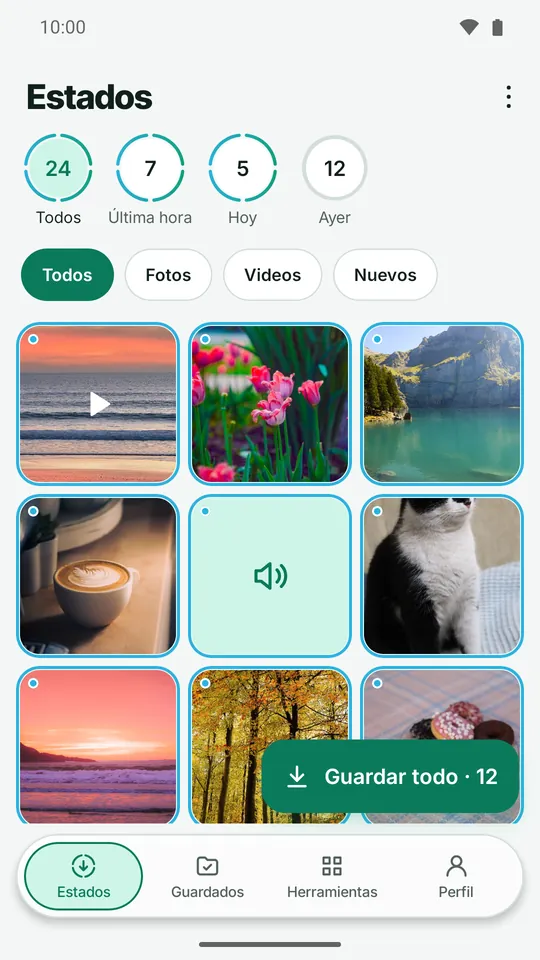 10:00
Estados
24
7
5
12
Todos
Última hora
Hoy
Ayer
Todos
Fotos
Videos
Nuevos
Guardar todo · 12
Estados
Guardados
Herramientas
Perfil